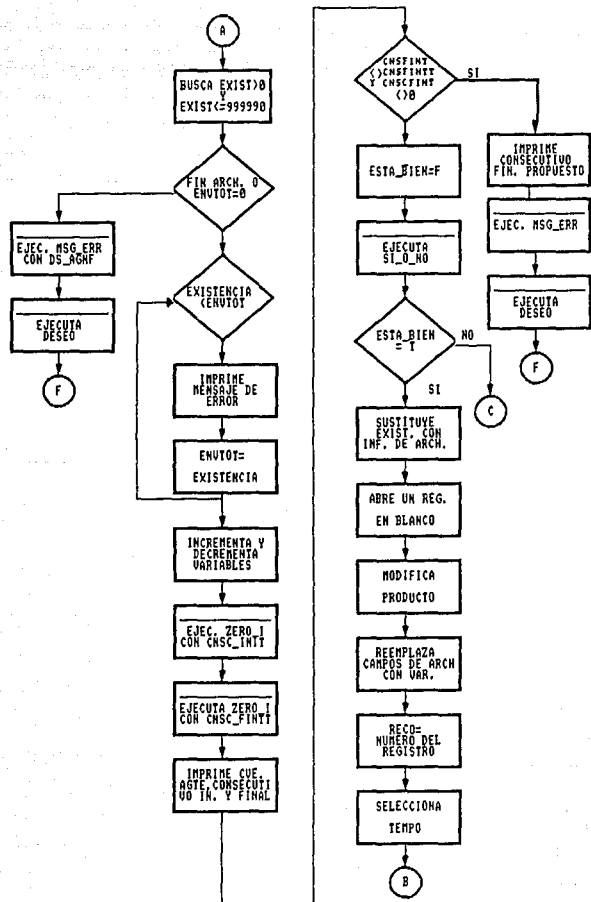 A
BUSCA EXIST>0
Y
EXIST<=999990
FIN ARCH. O
ENVTOT=0
EJEC. MSG_ERR
CON DS_AGNF
EJECUTA
DESEO
F
EXISTENCIA
<ENVTOT
IMPRIME
MENSAJE DE
ERROR
ENVTOT=
EXISTENCIA
INCREMENTA Y
DECREMENTA
VARIABLES
EJEC. ZERO_I
CON CNSC_INIT
EJECUTA ZERO_I
CON CNSC_FINTT
IMPRIME CVE.
AGTE,CONSECUTI
VO IN. Y FINAL
CNSFINT
<>CNSFINTT
Y CNSCFINT
<>0
SI
IMPRIME
CONSECUTIVO
FIN. PROPUESTO
EJEC. MSG_ERR
EJECUTA
DESEO
F
ESTA_BIEN=F
EJECUTA
SI_O_NO
ESTA_BIEN
= T
NO
C
SI
SUSTITUYE
EXIST. CON
INF. DE ARCH.
ABRE UN REG.
EN BLANCO
MODIFICA
PRODUCTO
REEMPLAZA
CAMPOS DE ARCH
CON VAR.
RECO=
NUMERO DEL
REGISTRO
SELECCIONA
TEMPO
B